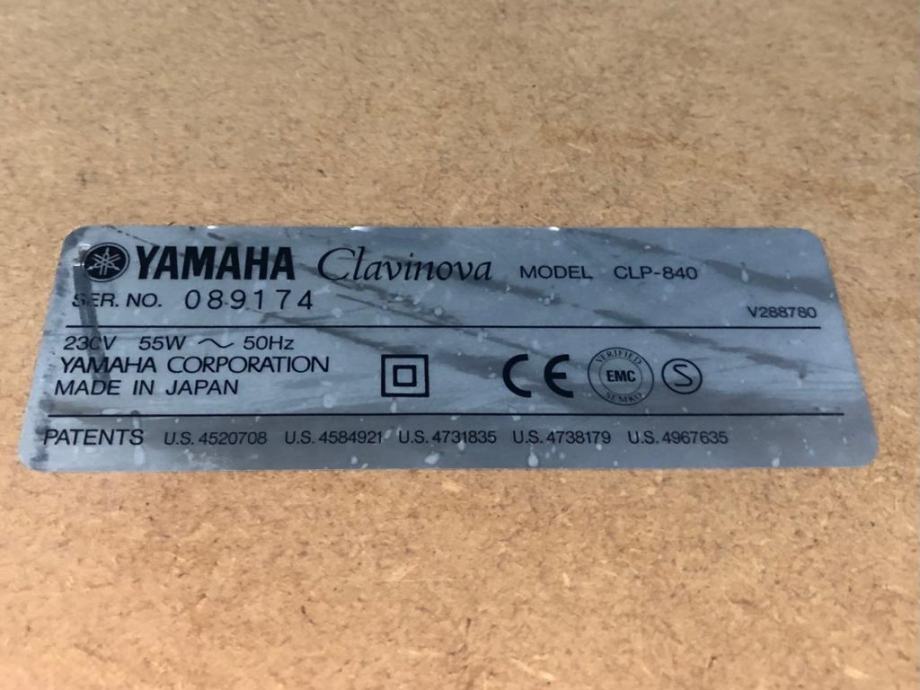 YAMAHA Clavinova MODEL CLP-840
SER. NO. 089174
V288780
230V 55W ~ 50Hz
YAMAHA CORPORATION
MADE IN JAPAN
CE
VERIFIED
EMC
SEMKO
S
PATENTS U.S. 4520708 U.S. 4584921 U.S. 4731835 U.S. 4738179 U.S. 4967635